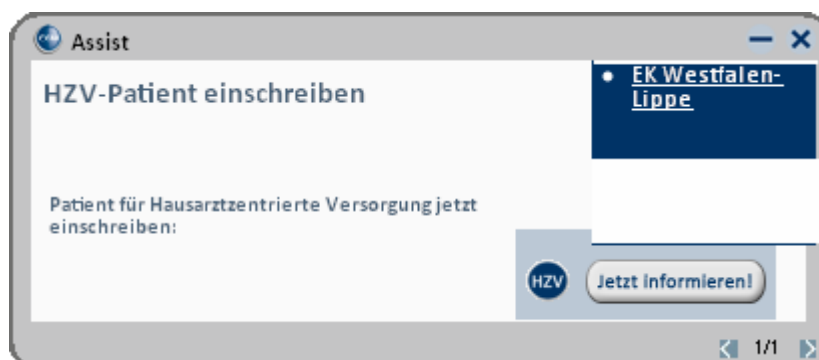 Assist
HZV-Patient einschreiben
• EK Westfalen-
Lippe
Patient für Hausarztzentrierte Versorgung jetzt
einschreiben:
HZV
Jetzt informieren!
1/1